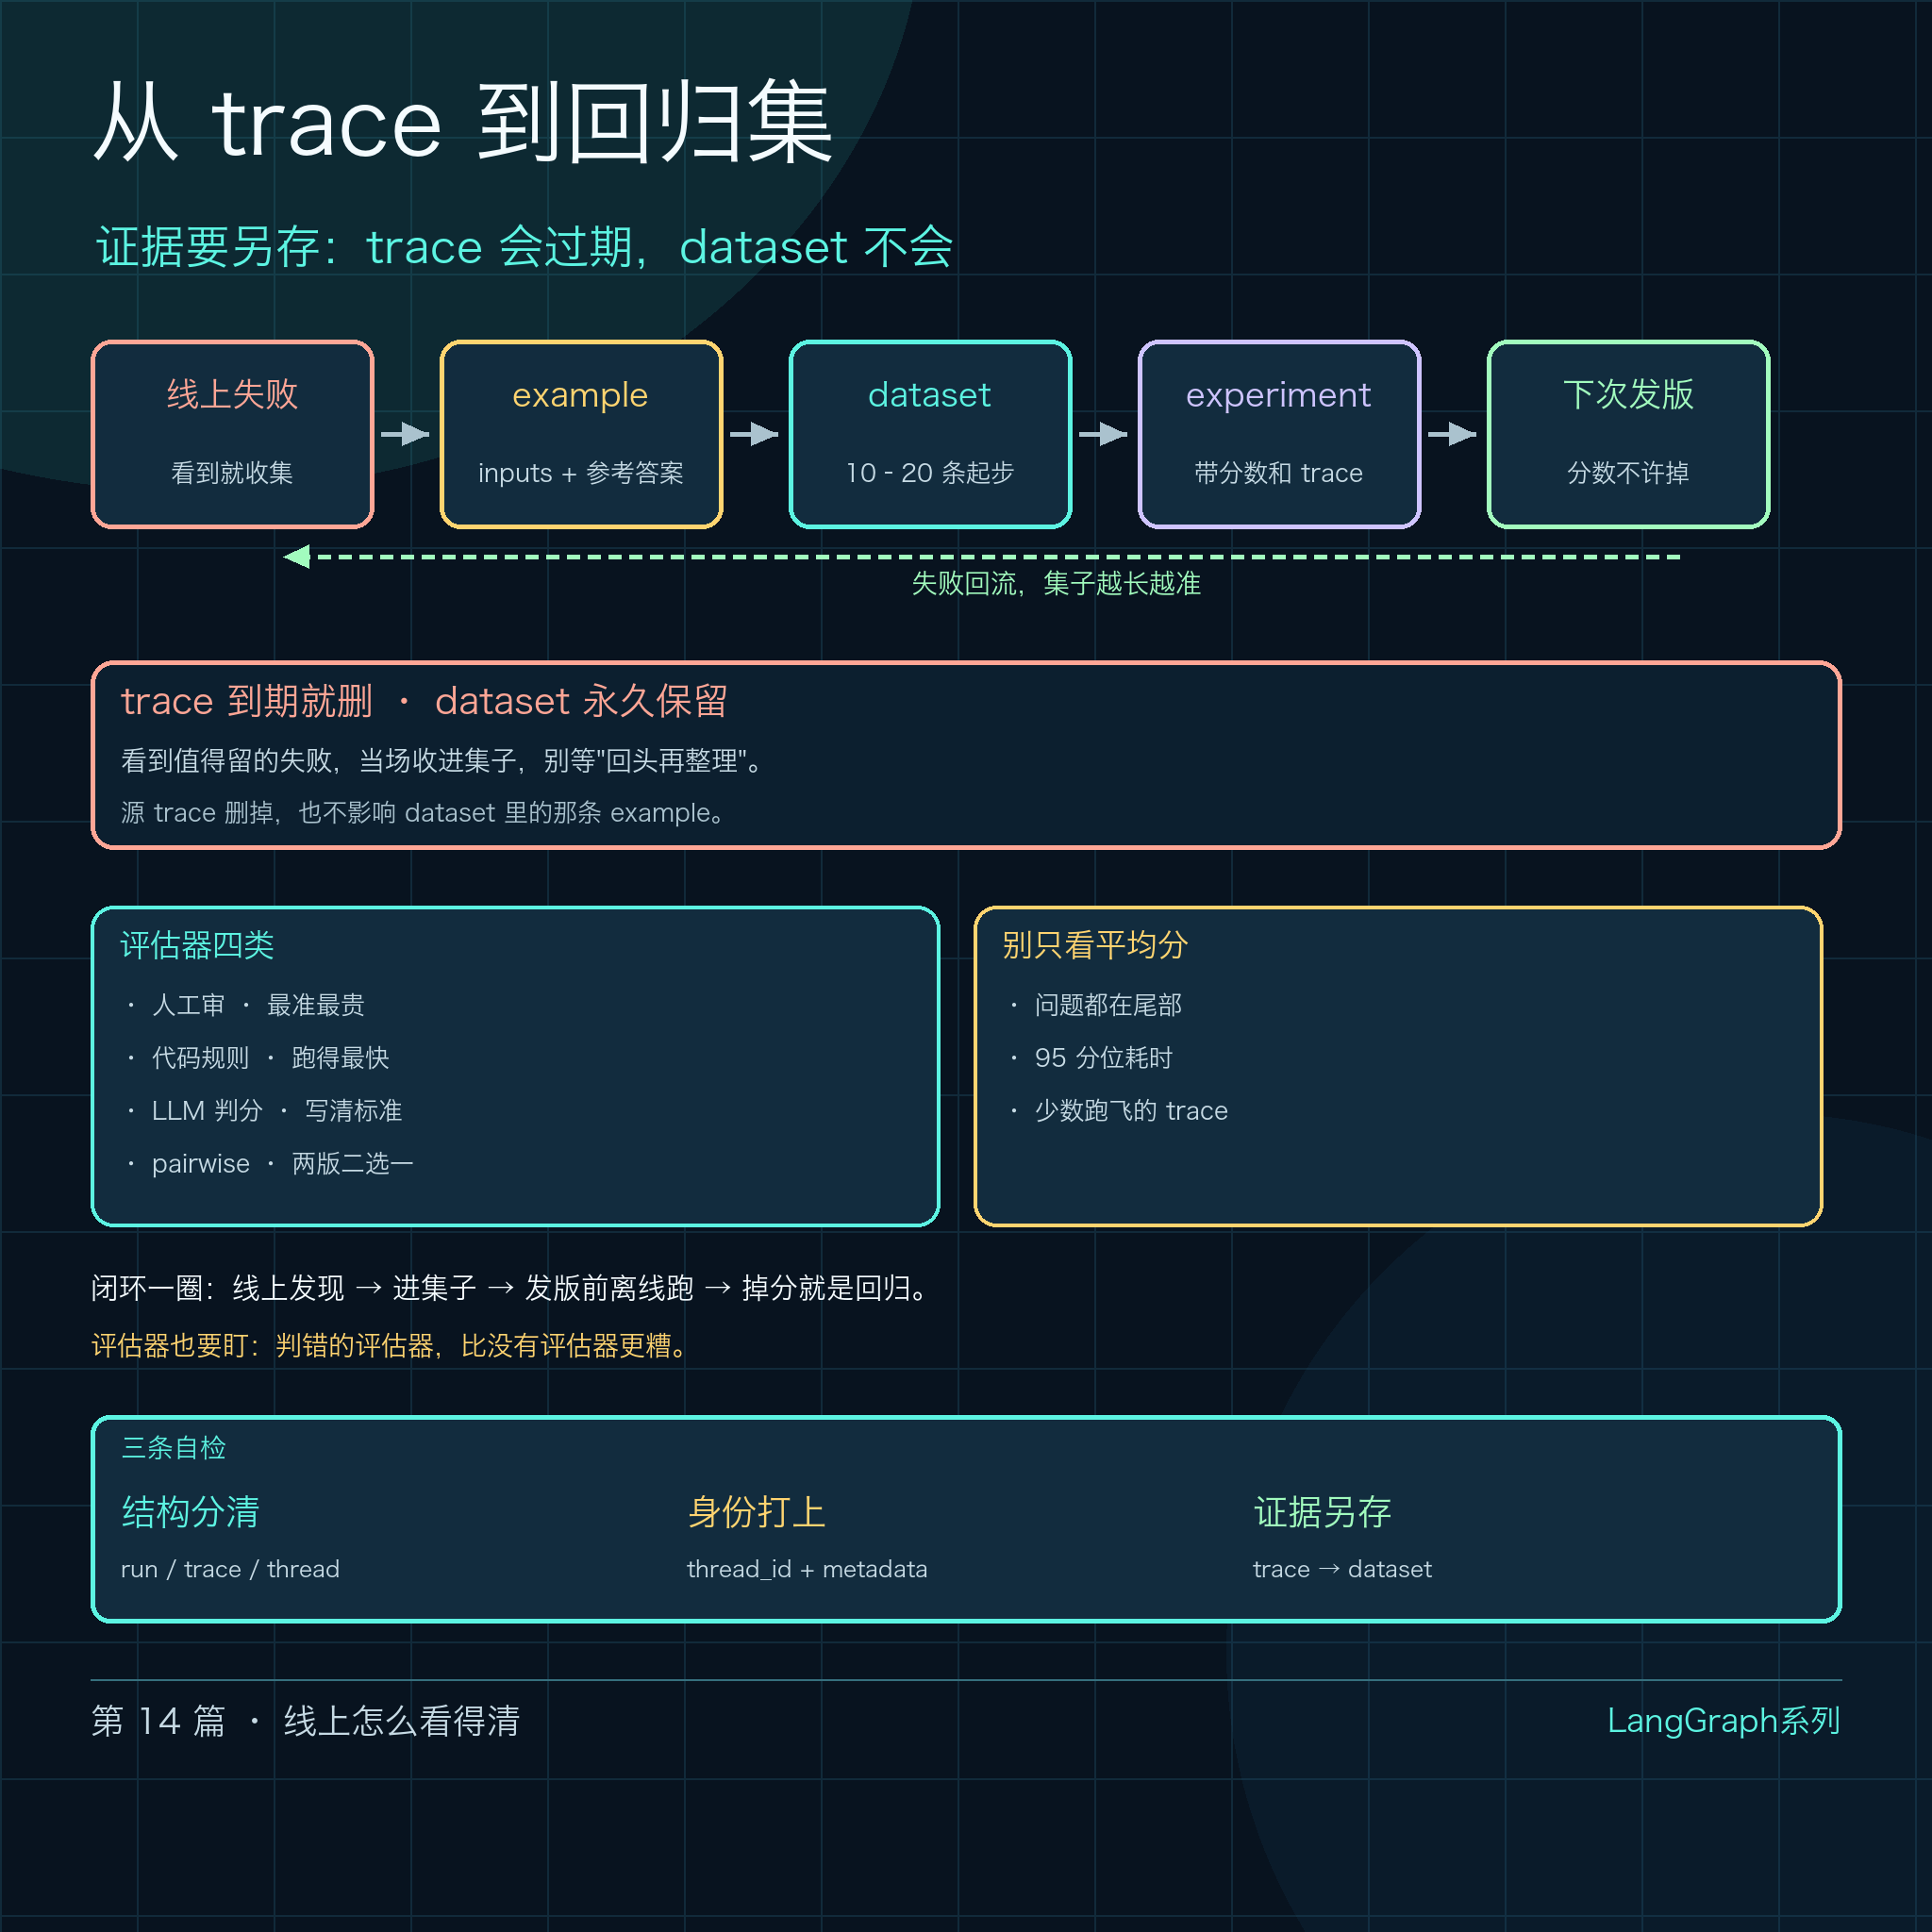 从 trace 到回归集
证据要另存：trace 会过期，dataset 不会
线上失败
看到就收集
example
inputs + 参考答案
dataset
10 - 20 条起步
experiment
带分数和 trace
下次发版
分数不许掉
失败回流，集子越长越准
trace 到期就删 · dataset 永久保留
看到值得留的失败，当场收进集子，别等"回头再整理"。
源 trace 删掉，也不影响 dataset 里的那条 example。
评估器四类
· 人工审 · 最准最贵
· 代码规则 · 跑得最快
· LLM 判分 · 写清标准
· pairwise · 两版二选一
别只看平均分
· 问题都在尾部
· 95 分位耗时
· 少数跑飞的 trace
闭环一圈：线上发现 → 进集子 → 发版前离线跑 → 掉分就是回归。
评估器也要盯：判错的评估器，比没有评估器更糟。
三条自检
结构分清
run / trace / thread
身份打上
thread_id + metadata
证据另存
trace → dataset
第 14 篇 · 线上怎么看得清
LangGraph系列